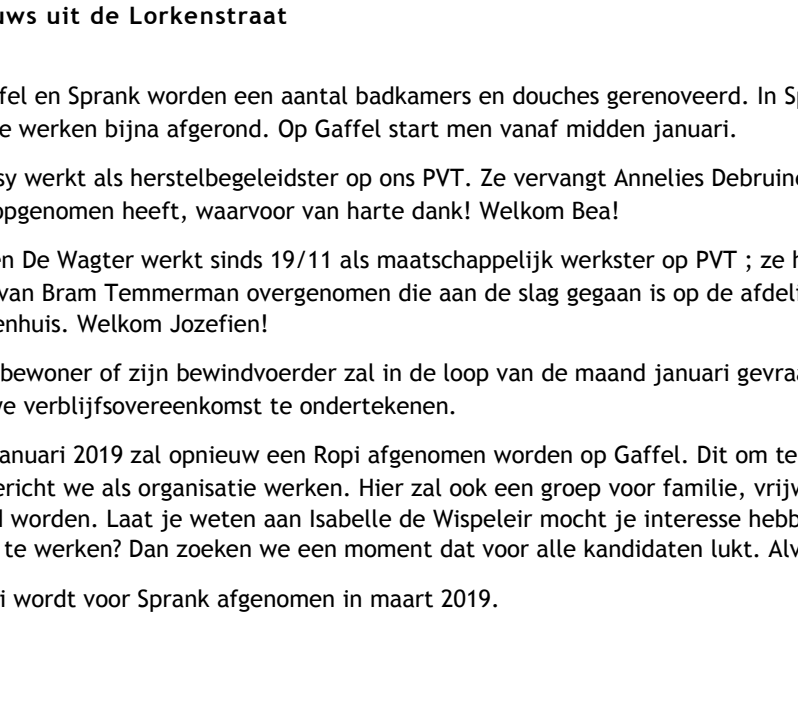 uws uit de Lorkenstraat
fel en Sprank worden een aantal badkamers en douches gerenoveerd. In Sp
e werken bijna afgerond. Op Gaffel start men vanaf midden januari.
sy werkt als herstelbegeleidster op ons PVT. Ze vervangt Annelies Debruine
opgenomen heeft, waarvoor van harte dank! Welkom Bea!
en De Wagter werkt sinds 19/11 als maatschappelijk werkster op PVT ; ze h
van Bram Temmerman overgenomen die aan de slag gegaan is op de afdeli
enhuis. Welkom Jozefien!
bewoner of zijn bewindvoerder zal in de loop van de maand januari gevraa
we verblijfsovereenkomst te ondertekenen.
anuari 2019 zal opnieuw een Ropi afgenomen worden op Gaffel. Dit om te
ericht we als organisatie werken. Hier zal ook een groep voor familie, vrijw
d worden. Laat je weten aan Isabelle de Wispeleir mocht je interesse hebb
te werken? Dan zoeken we een moment dat voor alle kandidaten lukt. Alv
i wordt voor Sprank afgenomen in maart 2019.